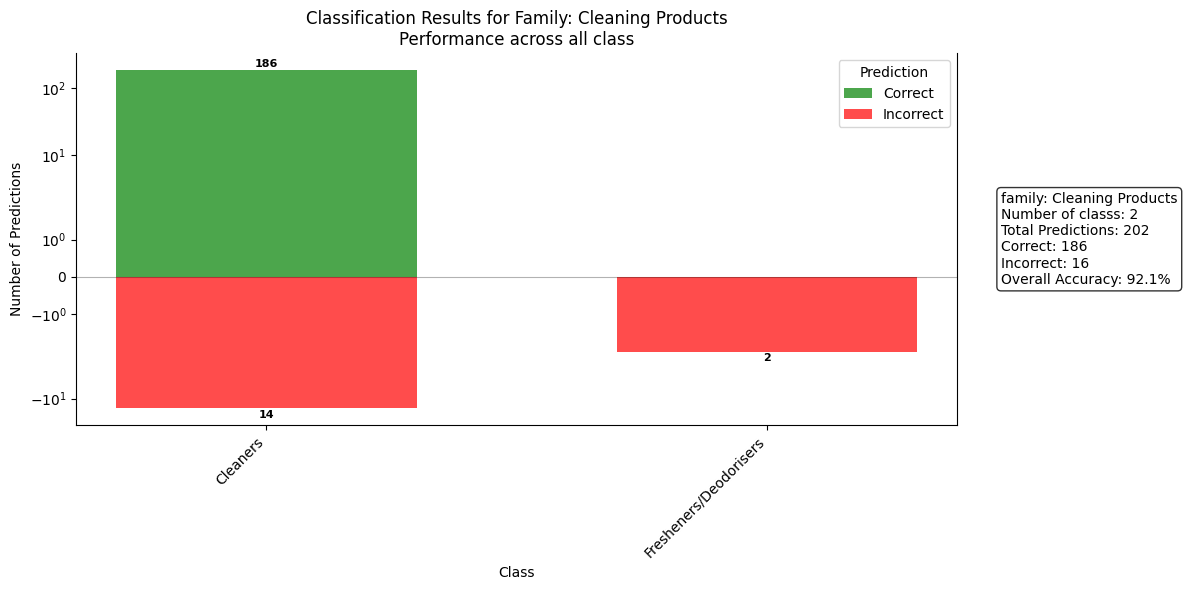 Classification Results for Family: Cleaning Products
Performance across all class
Number of Predictions
10²
10¹
10⁰
0
−10⁰
−10¹
186
14
2
Prediction
Correct
Incorrect
family: Cleaning Products
Number of classs: 2
Total Predictions: 202
Correct: 186
Incorrect: 16
Overall Accuracy: 92.1%
Cleaners
Fresheners/Deodorisers
Class